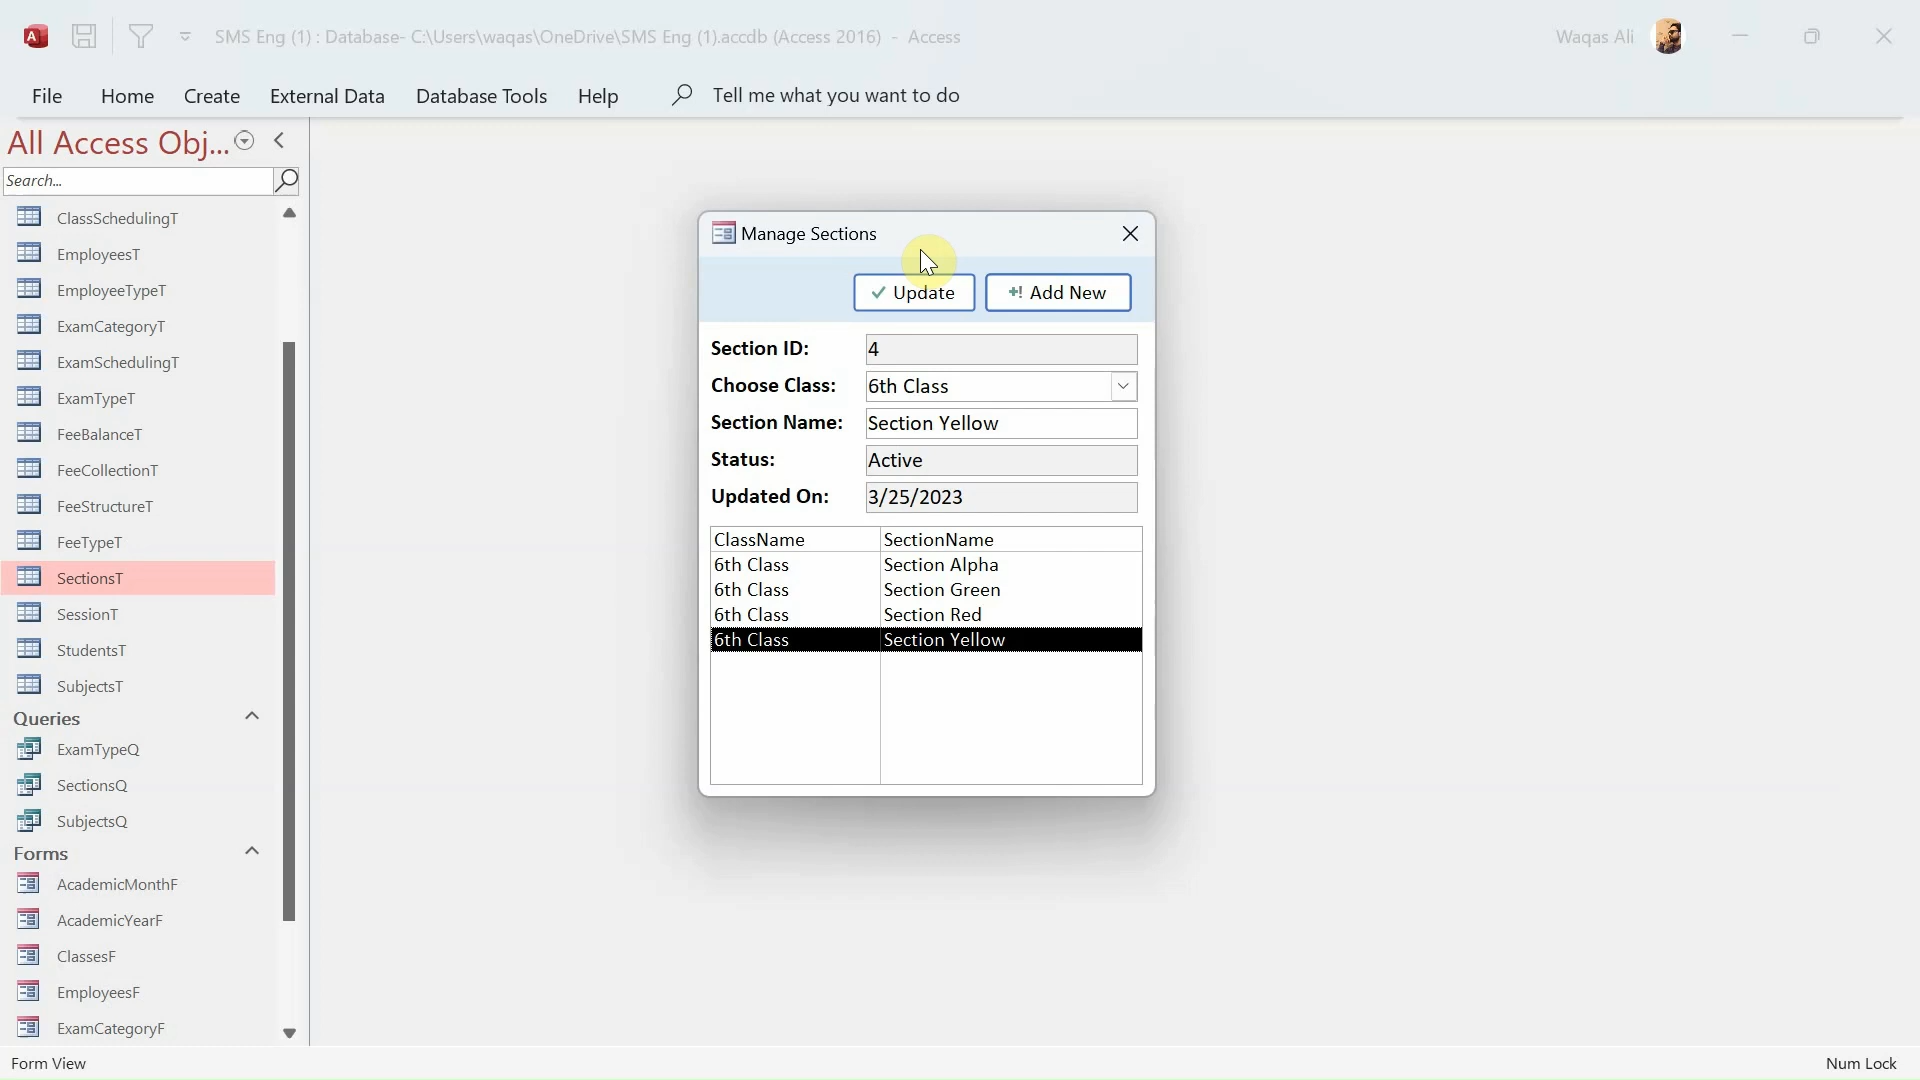 SMS Eng (1) : Database- C:\Users\waqas\OneDrive\SMS Eng (1).accdb (Access 2016) - Access
Waqas Ali
File Home Create External Data Database Tools Help Tell me what you want to do
All Access Obj...
Search...
ClassSchedulingT
EmployeesT
EmployeeTypeT
ExamCategoryT
ExamSchedulingT
ExamTypeT
FeeBalanceT
FeeCollectionT
FeeStructureT
FeeTypeT
SectionsT
SessionT
StudentsT
SubjectsT
Queries
ExamTypeQ
SectionsQ
SubjectsQ
Forms
AcademicMonthF
AcademicYearF
ClassesF
EmployeesF
ExamCategoryF
Manage Sections
Update +! Add New
Section ID: 4
Choose Class: 6th Class
Section Name: Section Yellow
Status: Active
Updated On: 3/25/2023
ClassName SectionName
6th Class Section Alpha
6th Class Section Green
6th Class Section Red
6th Class Section Yellow
Form View
Num Lock